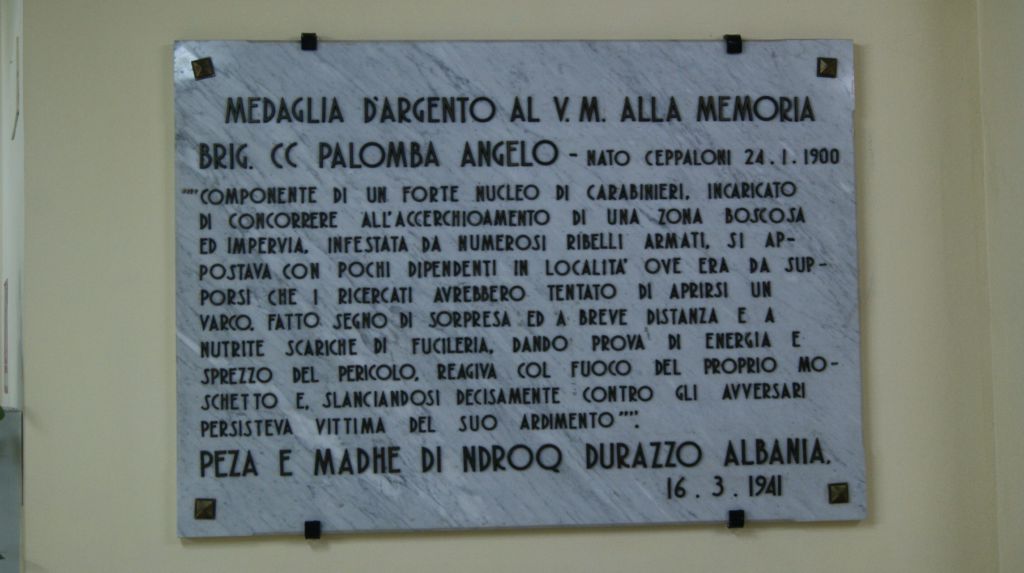 MEDAGLIA D'ARGENTO AL V. M. ALLA MEMORIA
BRIG. CC PALOMBA ANGELO - NATO CEPPALONI 24.1.1900
""COMPONENTE DI UN FORTE NUCLEO DI CARABINIERI, INCARICATO
DI CONCORRERE ALL'ACCERCHIOAMENTO DI UNA ZONA BOSCOSA
ED IMPERVIA, INFESTATA DA NUMEROSI RIBELLI ARMATI, SI AP-
POSTAVA CON POCHI DIPENDENTI IN LOCALITA' OVE ERA DA SUP-
PORSI CHE I RICERCATI AVREBBERO TENTATO DI APRIRSI UN
VARCO. FATTO SEGNO DI SORPRESA ED A BREVE DISTANZA E A
NUTRITE SCARICHE DI FUCILERIA, DANDO PROVA DI ENERGIA E
SPREZZO DEL PERICOLO, REAGIVA COL FUOCO DEL PROPRIO MO-
SCHETTO E, SLANCIANDOSI DECISAMENTE CONTRO GLI AVVERSARI
PERSISTEVA VITTIMA DEL SUO ARDIMENTO"".
PEZA E MADHE DI NDROQ DURAZZO ALBANIA,
16.3.1941